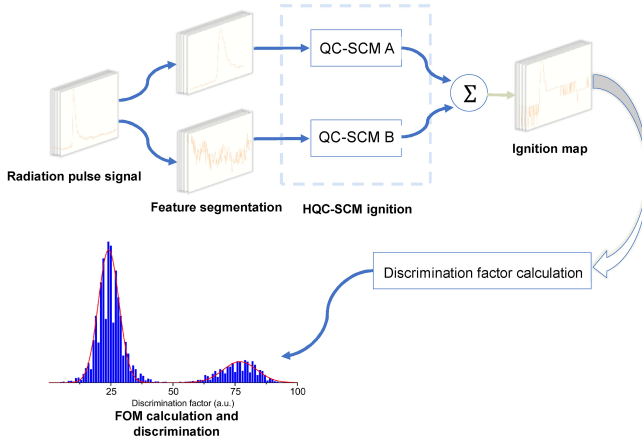 QC-SCM A
Σ
QC-SCM B
Radiation pulse signal
Feature segmentation
HQC-SCM ignition
Ignition map
Discrimination factor calculation
25 50 75 100
Discrimination factor (a.u.)
FOM calculation and
discrimination